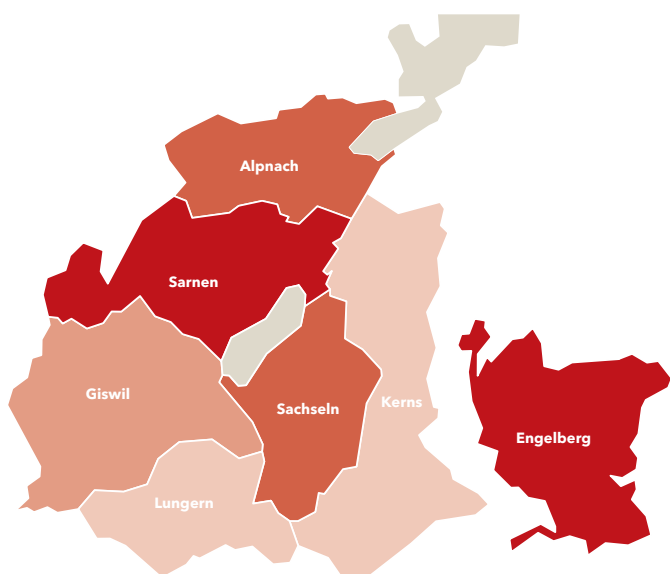 Alpnach
Sarnen
Giswil
Sachseln
Kerns
Engelberg
Lungern